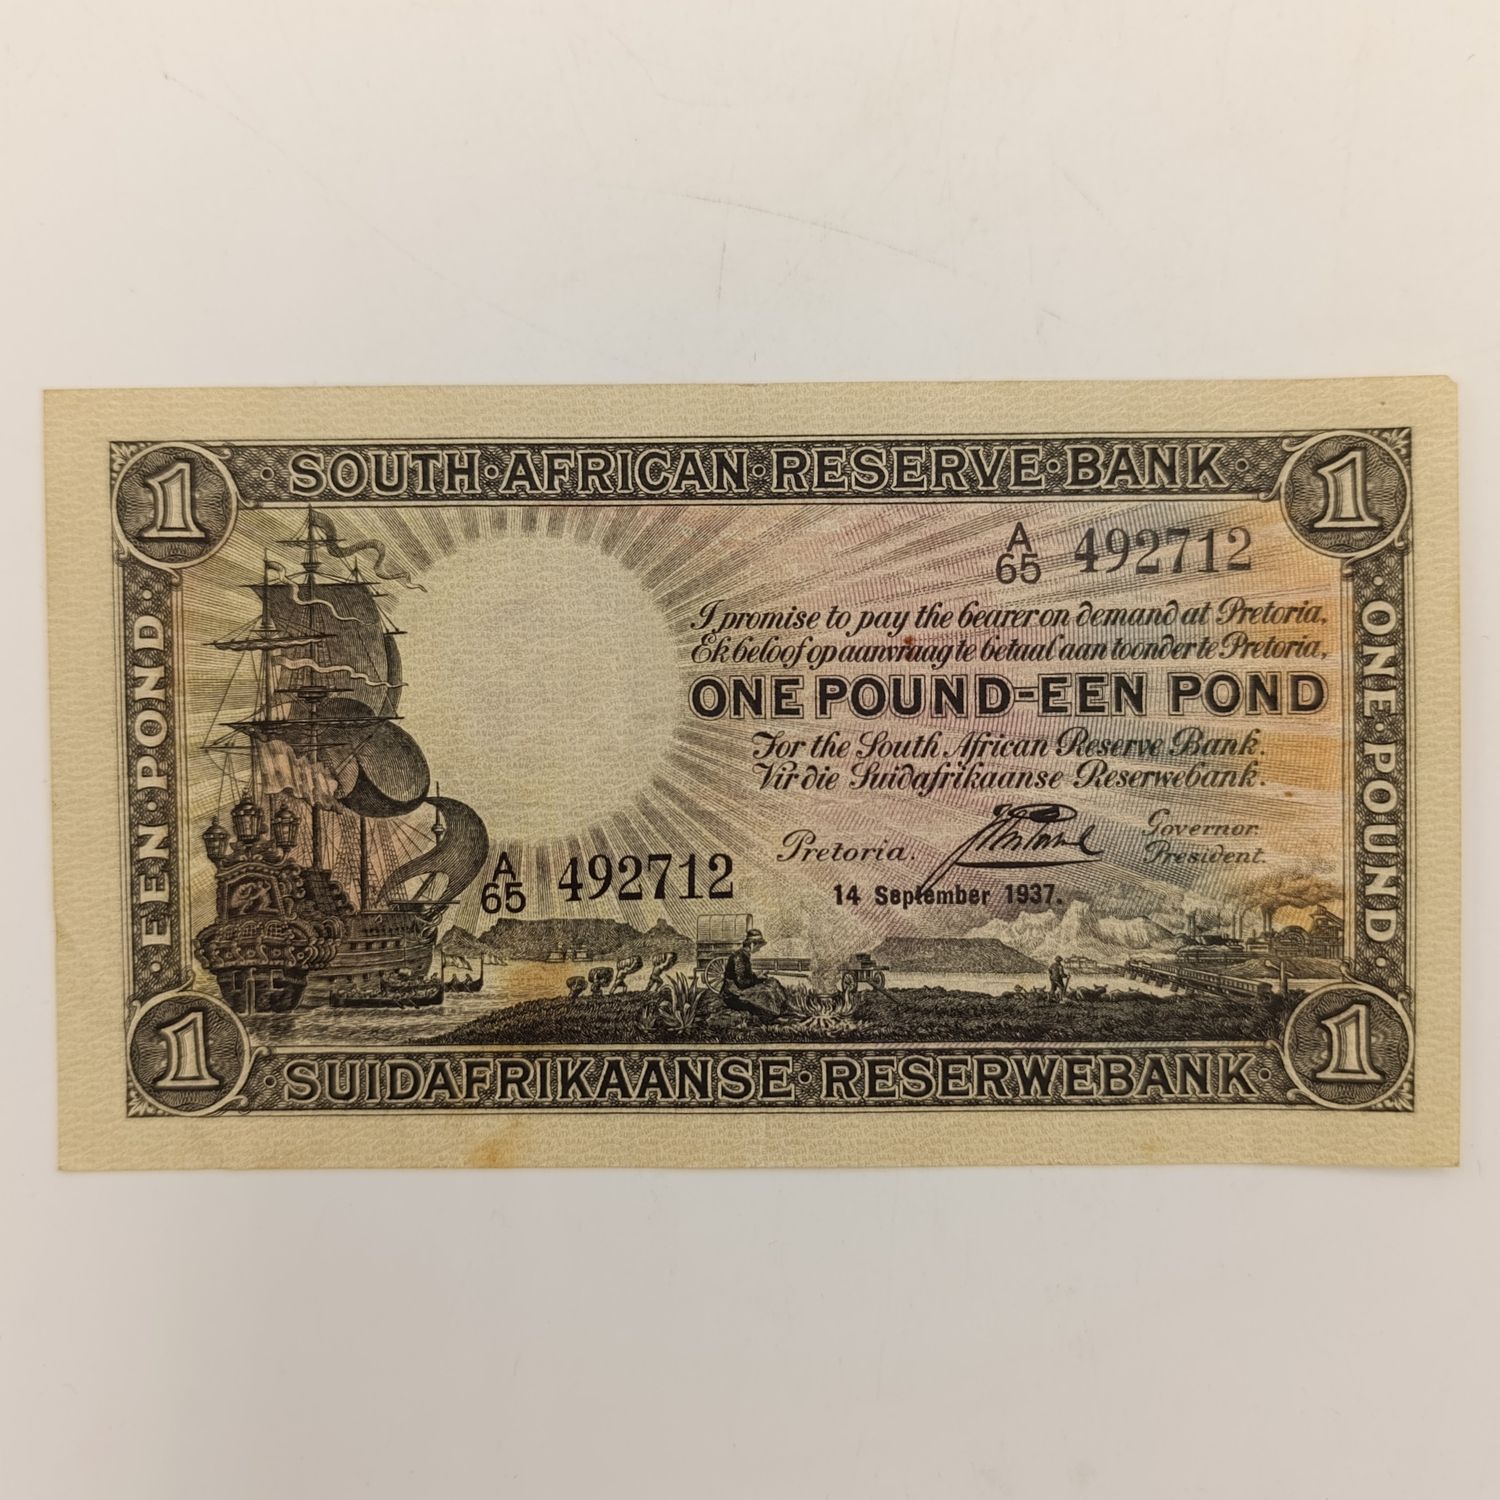 1
SOUTH·AFRICAN·RESERVE·BANK
1
A
65 492712
I promise to pay the bearer on demand at Pretoria,
Ek beloof op aanvraag te betaal aan toonder te Pretoria,
ONE POUND-EEN POND
For the South African Reserve Bank.
Vir die Suidafrikaanse Reserwebank.
Pretoria.
Governor.
President.
14 September 1937.
A
65 492712
EEN·POND
ONE·POUND
1
SUIDAFRIKAANSE·RESERWEBANK
1